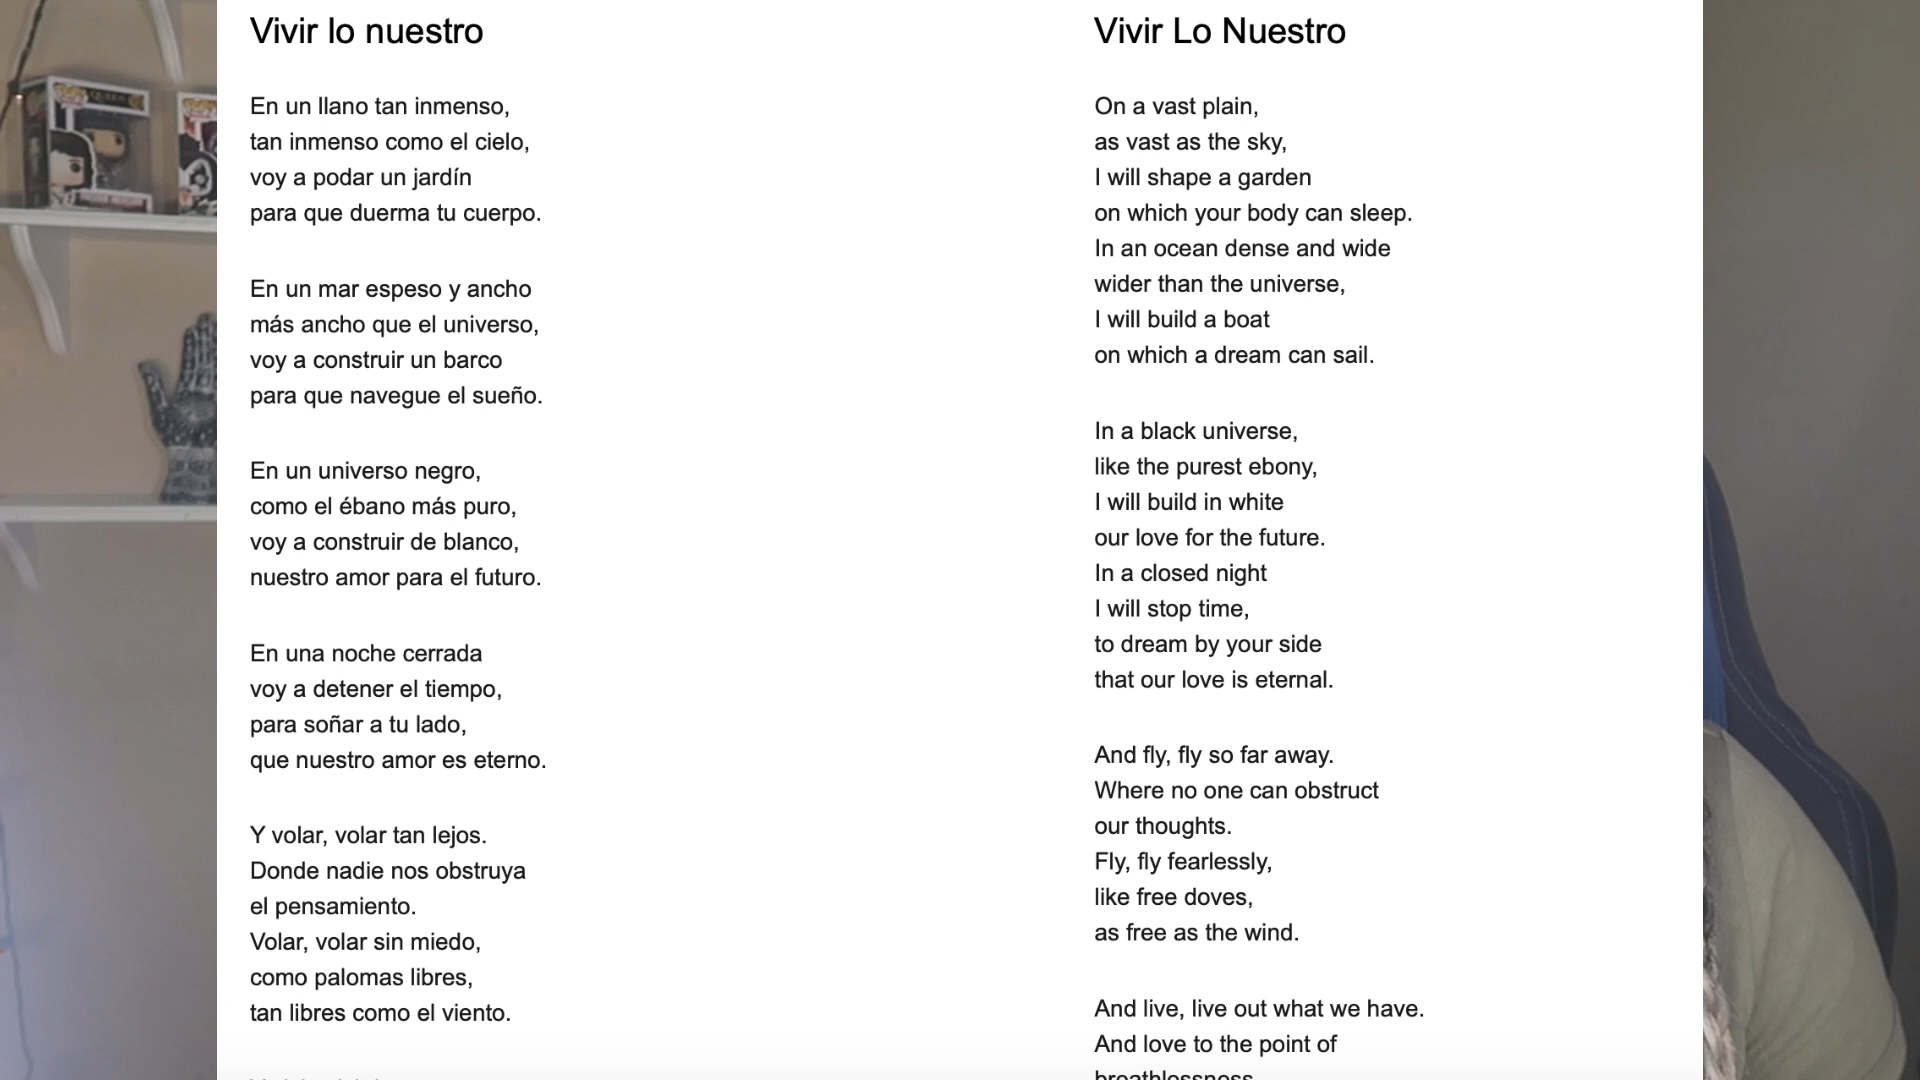 Vivir lo nuestro
En un llano tan inmenso,
tan inmenso como el cielo,
voy a podar un jardín
para que duerma tu cuerpo.
En un mar espeso y ancho
más ancho que el universo,
voy a construir un barco
para que navegue el sueño.
En un universo negro,
como el ébano más puro,
voy a construir de blanco,
nuestro amor para el futuro.
En una noche cerrada
voy a detener el tiempo,
para soñar a tu lado,
que nuestro amor es eterno.
Y volar, volar tan lejos.
Donde nadie nos obstruya
el pensamiento.
Volar, volar sin miedo,
como palomas libres,
tan libres como el viento.
Vivir Lo Nuestro
On a vast plain,
as vast as the sky,
I will shape a garden
on which your body can sleep.
In an ocean dense and wide
wider than the universe,
I will build a boat
on which a dream can sail.
In a black universe,
like the purest ebony,
I will build in white
our love for the future.
In a closed night
I will stop time,
to dream by your side
that our love is eternal.
And fly, fly so far away.
Where no one can obstruct
our thoughts.
Fly, fly fearlessly,
like free doves,
as free as the wind.
And live, live out what we have.
And love to the point of
breathlessness